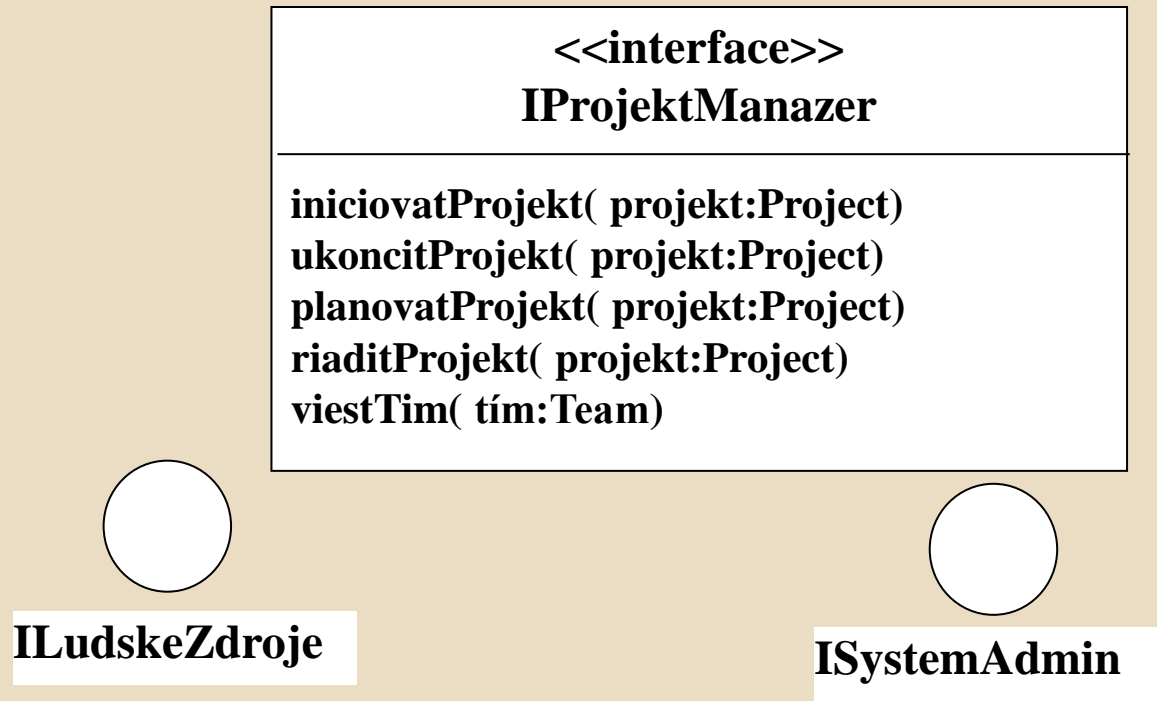 <<interface>>
IProjektManazer
iniciovatProjekt( projekt:Project)
ukoncitProjekt( projekt:Project)
planovatProjekt( projekt:Project)
riaditProjekt( projekt:Project)
viestTim( tím:Team)
ILudskeZdroje
ISystemAdmin